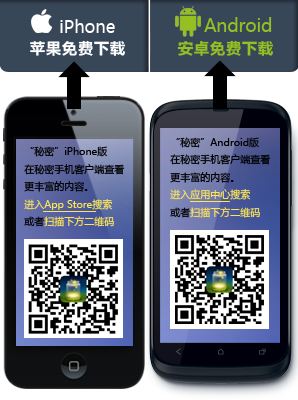 iPhone
苹果免费下载
Android
安卓免费下载
“秘密”iPhone版
在秘密手机客户端查看
更丰富的内容。
进入App Store搜索
或者扫描下方二维码
“秘密”Android版
在秘密手机客户端查看
更丰富的内容。
进入应用中心搜索
或者扫描下方二维码